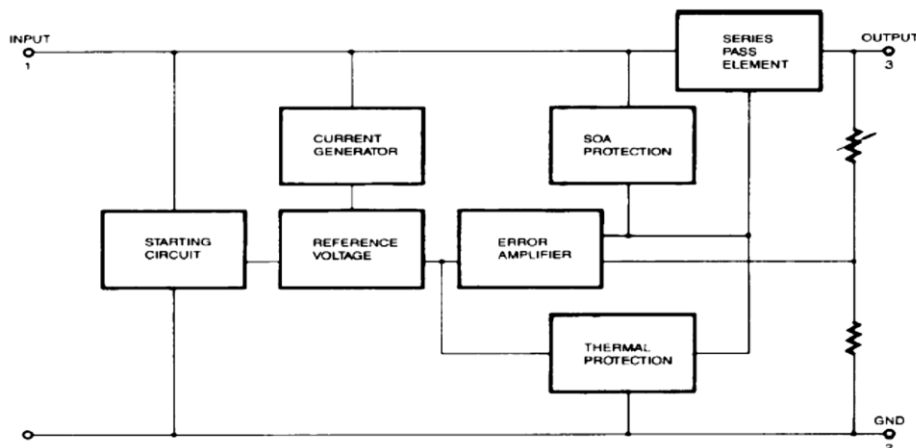 INPUT
1
SERIES
PASS
ELEMENT
OUTPUT
3
CURRENT
GENERATOR
SOA
PROTECTION
STARTING
CIRCUIT
REFERENCE
VOLTAGE
ERROR
AMPLIFIER
THERMAL
PROTECTION
GND